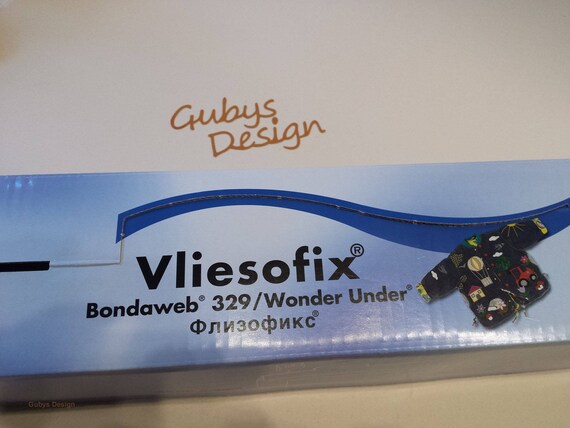 Gubys
Design
Vliesofix®
Bondaweb® 329/Wonder Under®
Флизофикс®
Gubys Design